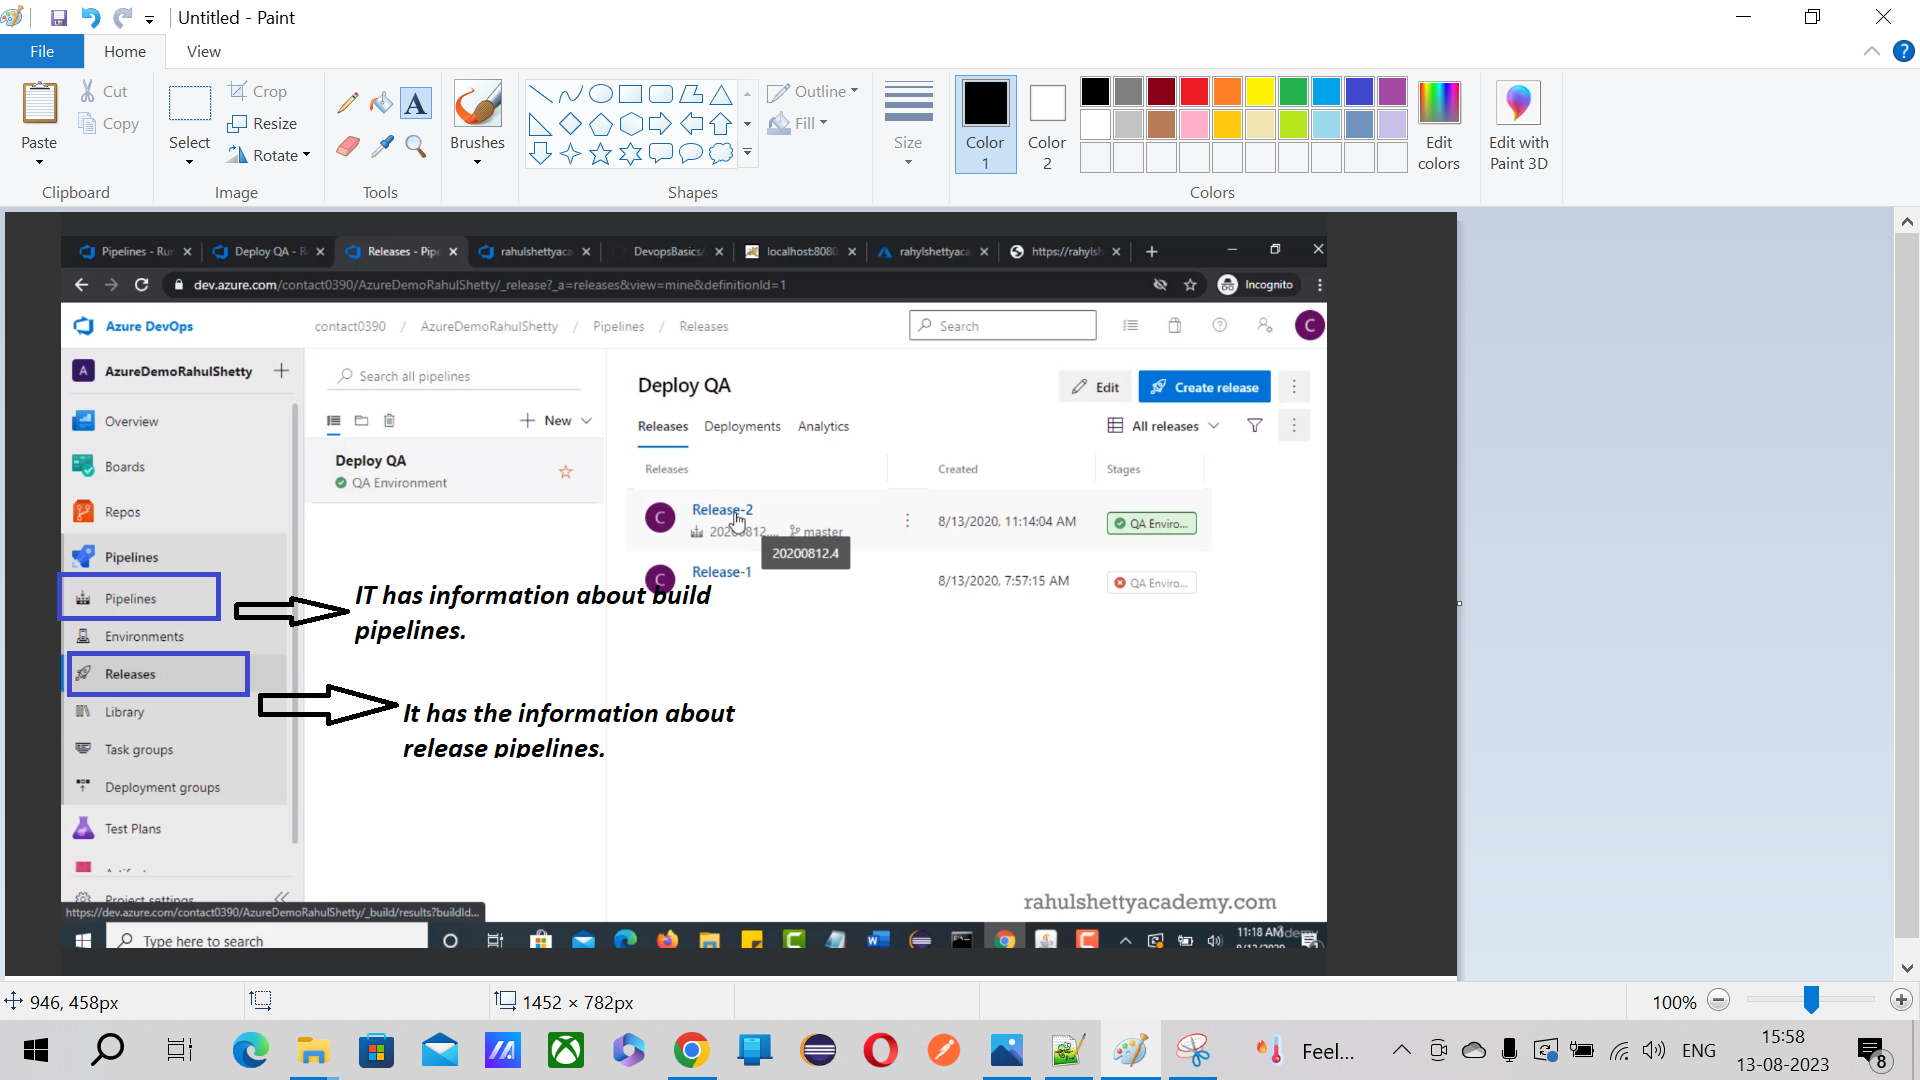 Untitled - Paint
File Home View
Paste Cut Copy Clipboard
Select Crop Resize Rotate Image
Tools
Brushes
Shapes
Outline Fill
Size
Color 1
Color 2
Edit colors
Colors
Edit with Paint 3D
Pipelines - Run Deploy QA - R Releases - Pipe rahulshettyaca DevopsBasics/ localhost:8080 rahylshettyaca https://rahylsh
dev.azure.com/contact0390/AzureDemoRahulShetty/_release?_a=releases&view=mine&definitionId=1 Incognito
Azure DevOps contact0390 / AzureDemoRahulShetty / Pipelines / Releases Search C
A AzureDemoRahulShetty
Overview
Boards
Repos
Pipelines
Pipelines
Environments
Releases
Library
Task groups
Deployment groups
Test Plans
Project settings
Search all pipelines
New
Deploy QA
QA Environment
Deploy QA Edit Create release
Releases Deployments Analytics All releases
Releases Created Stages
C Release-2 8/13/2020, 11:14:04 AM QA Enviro...
20200812.... master
20200812.4
C Release-1 8/13/2020, 7:57:15 AM QA Enviro...
IT has information about build
pipelines.
It has the information about
release pipelines.
rahulshettyacademy.com
https://dev.azure.com/contact0390/AzureDemoRahulShetty/_build/results?buildId...
Type here to search 11:18 AM
8/13/2020
946, 458px 1452 × 782px 100%
Feel... ENG 15:58
13-08-2023 8